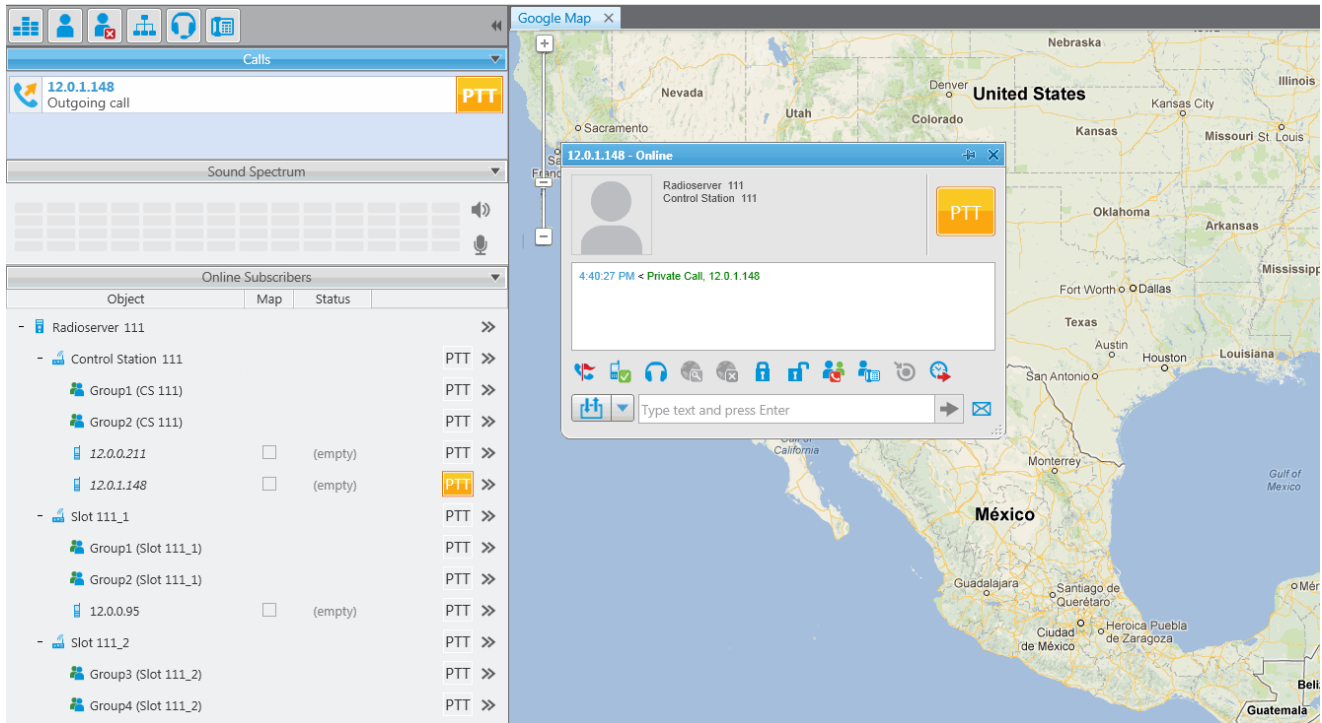 Calls
12.0.1.148
Outgoing call
PTT
Sound Spectrum
Online Subscribers
Object Map Status
- Radioserver 111
- Control Station 111 PTT
Group1 (CS 111) PTT
Group2 (CS 111) PTT
12.0.0.211 (empty) PTT
12.0.1.148 (empty) PTT
- Slot 111_1 PTT
Group1 (Slot 111_1) PTT
Group2 (Slot 111_1) PTT
12.0.0.95 (empty) PTT
- Slot 111_2 PTT
Group3 (Slot 111_2) PTT
Group4 (Slot 111_2) PTT
Google Map
Nebraska
Nevada
Denver
United States
Illinois
Utah
Colorado
Kansas City
Sacramento
Kansas
Missouri
St. Louis
12.0.1.148 - Online
Radioserver 111
Control Station 111
PTT
4:40:27 PM < Private Call, 12.0.1.148
Type text and press Enter
Oklahoma
Arkansas
Mississipp
Fort Worth
Dallas
Texas
Austin
Houston
Louisiana
San Antonio
California
Monterrey
Gulf of
Mexico
México
Guadalajara
Santiago de
Querétaro
Mér
Ciudad
de México
Heroica Puebla
de Zaragoza
Beli
Guatemala